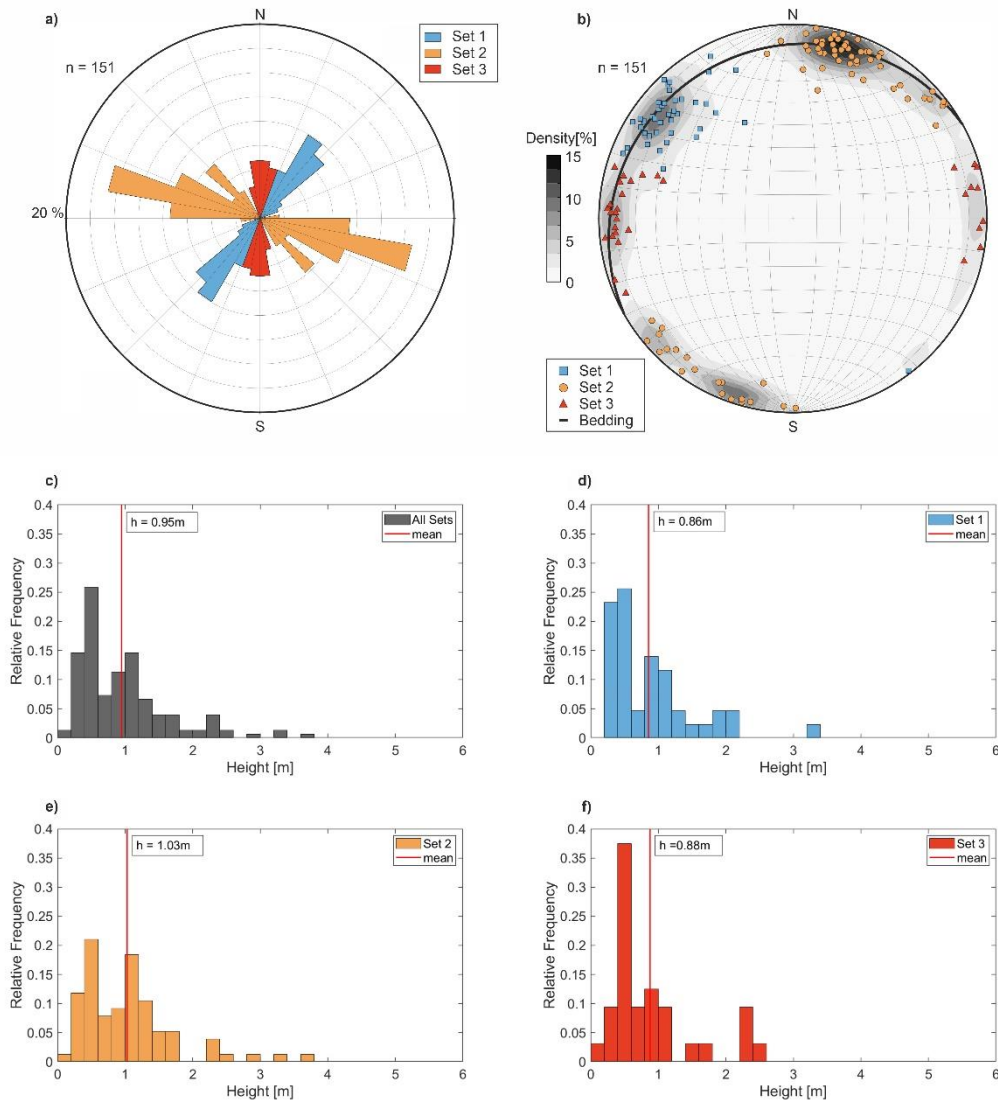 a)
N
Set 1
Set 2
Set 3
n = 151
20 %
S
b)
N
n = 151
Density[%]
15
10
5
0
Set 1
Set 2
Set 3
Bedding
S
c)
0.4
0.35
0.3
0.25
0.2
0.15
0.1
0.05
0
Relative Frequency
h = 0.95m
All Sets
mean
0 1 2 3 4 5 6
Height [m]
d)
0.4
0.35
0.3
0.25
0.2
0.15
0.1
0.05
0
Relative Frequency
h = 0.86m
Set 1
mean
0 1 2 3 4 5 6
Height [m]
e)
0.4
0.35
0.3
0.25
0.2
0.15
0.1
0.05
0
Relative Frequency
h = 1.03m
Set 2
mean
0 1 2 3 4 5 6
Height [m]
f)
0.4
0.35
0.3
0.25
0.2
0.15
0.1
0.05
0
Relative Frequency
h =0.88m
Set 3
mean
0 1 2 3 4 5 6
Height [m]